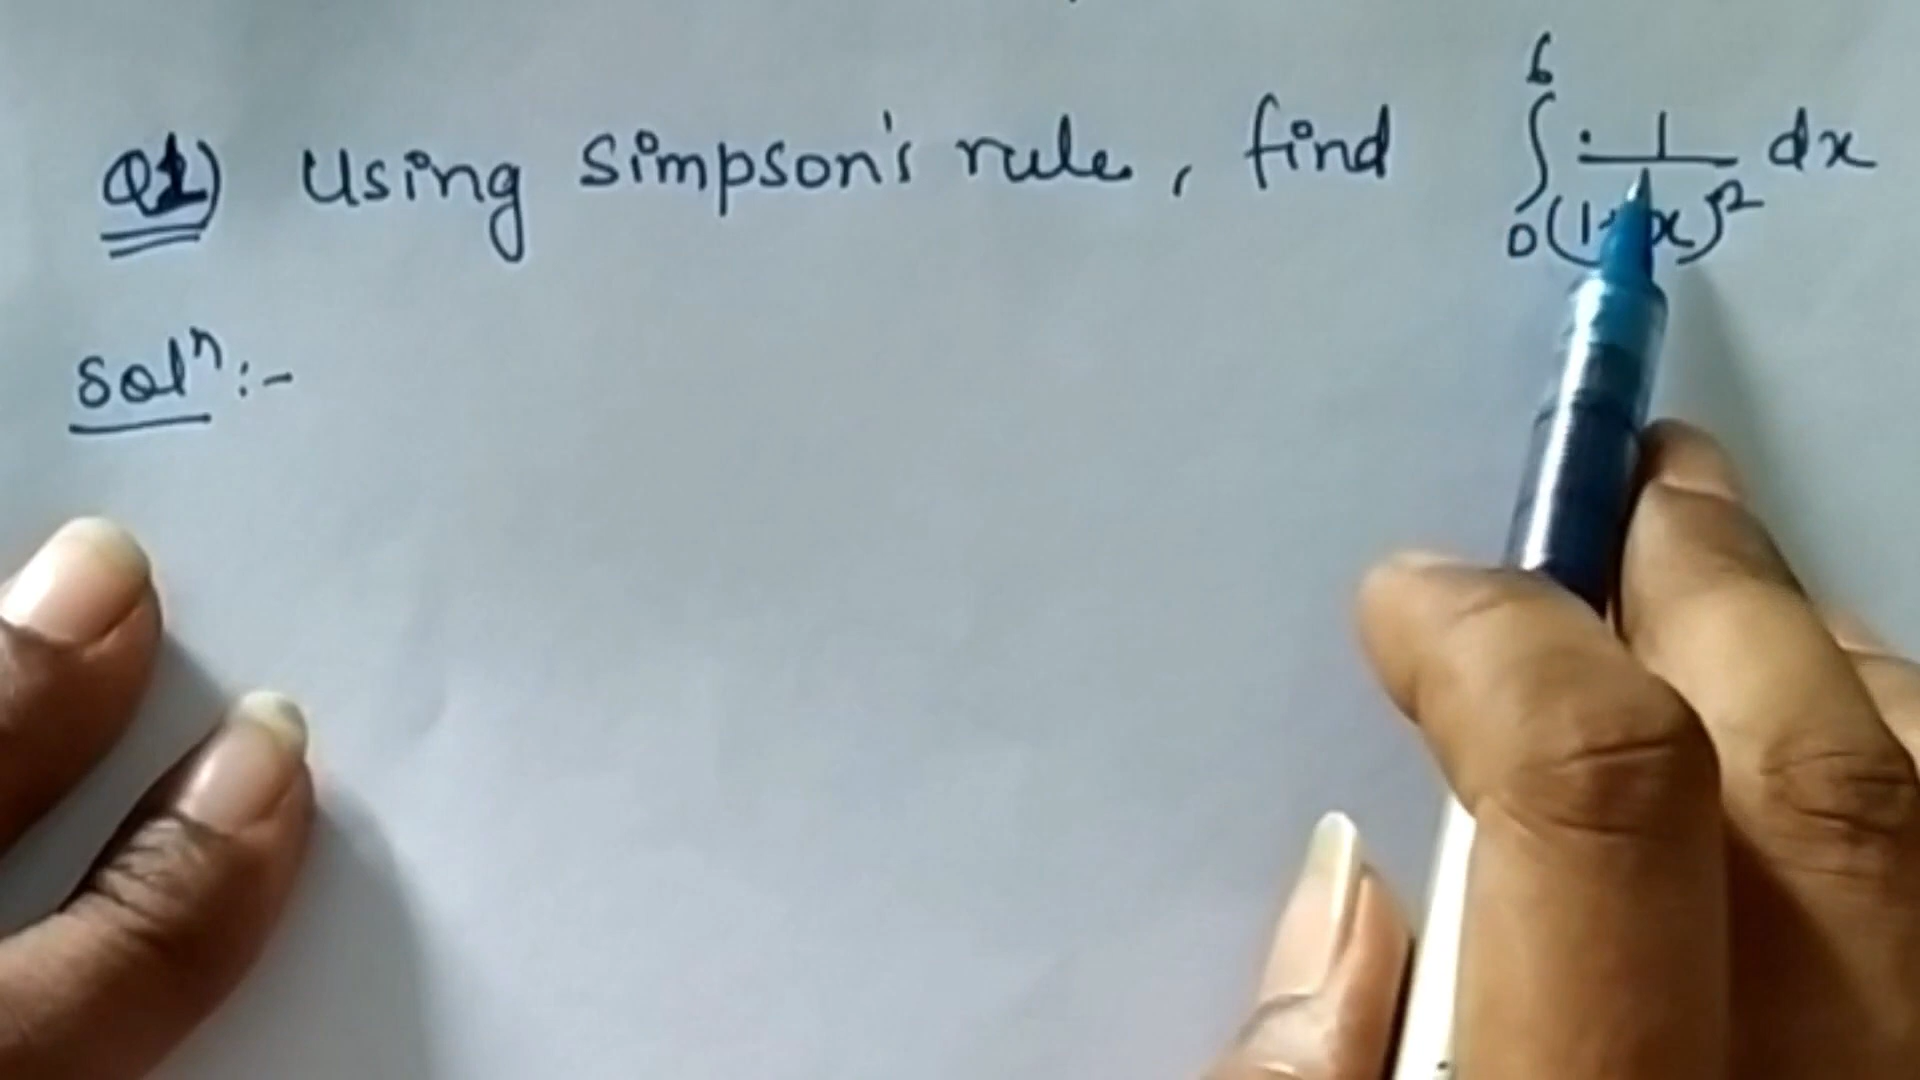 Q1) Using Simpson's rule, find ∫₀⁶ 1/(1+x)² dx
Solⁿ:-